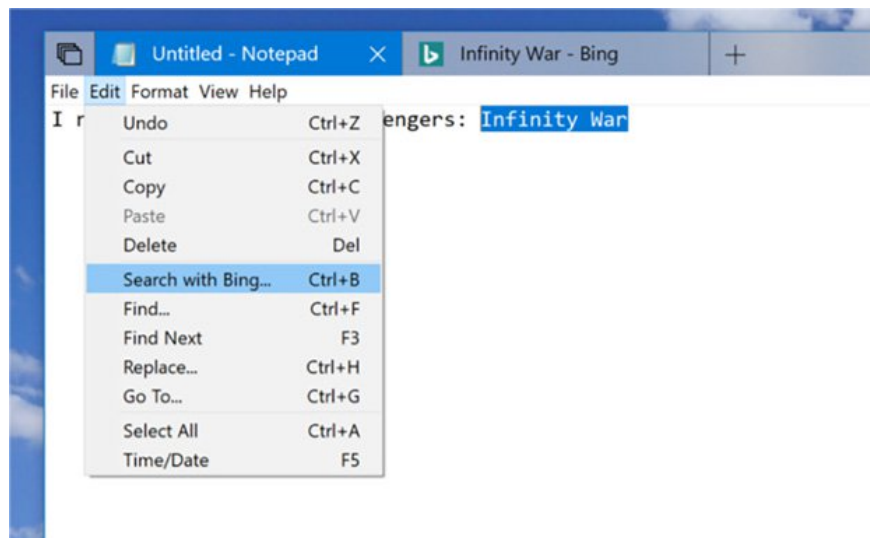 Untitled - Notepad Infinity War - Bing
File Edit Format View Help
I engers: Infinity War
Undo Ctrl+Z
Cut Ctrl+X
Copy Ctrl+C
Paste Ctrl+V
Delete Del
Search with Bing... Ctrl+B
Find... Ctrl+F
Find Next F3
Replace... Ctrl+H
Go To... Ctrl+G
Select All Ctrl+A
Time/Date F5